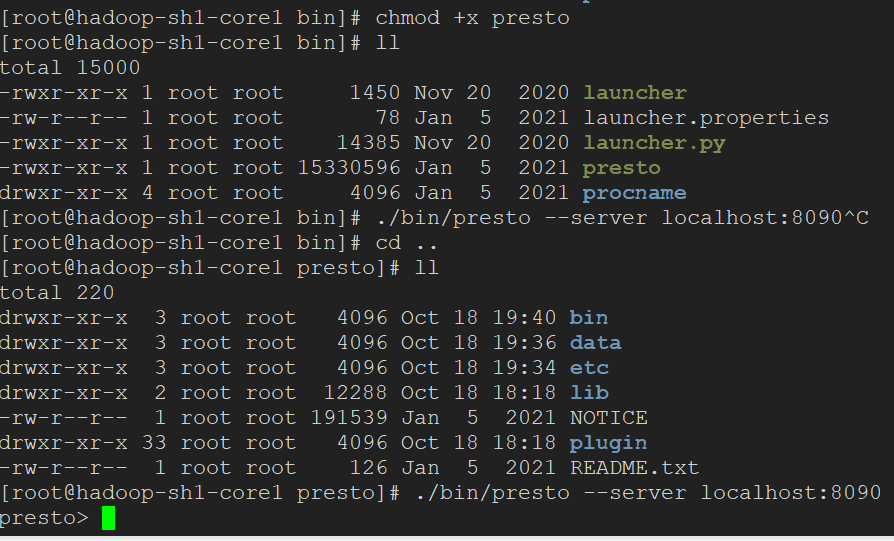 [root@hadoop-sh1-core1 bin]# chmod +x presto
[root@hadoop-sh1-core1 bin]# ll
total 15000
-rwxr-xr-x 1 root root     1450 Nov 20  2020 launcher
-rw-r--r-- 1 root root       78 Jan  5  2021 launcher.properties
-rwxr-xr-x 1 root root    14385 Nov 20  2020 launcher.py
-rwxr-xr-x 1 root root 15330596 Jan  5  2021 presto
drwxr-xr-x 4 root root     4096 Jan  5  2021 procname
[root@hadoop-sh1-core1 bin]# ./bin/presto --server localhost:8090^C
[root@hadoop-sh1-core1 bin]# cd ..
[root@hadoop-sh1-core1 presto]# ll
total 220
drwxr-xr-x  3 root root   4096 Oct 18 19:40 bin
drwxr-xr-x  3 root root   4096 Oct 18 19:36 data
drwxr-xr-x  3 root root   4096 Oct 18 19:34 etc
drwxr-xr-x  2 root root  12288 Oct 18 18:18 lib
-rw-r--r--  1 root root 191539 Jan  5  2021 NOTICE
drwxr-xr-x 33 root root   4096 Oct 18 18:18 plugin
-rw-r--r--  1 root root    126 Jan  5  2021 README.txt
[root@hadoop-sh1-core1 presto]# ./bin/presto --server localhost:8090
presto>